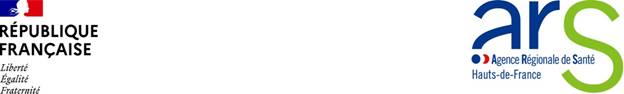 RÉPUBLIQUE
FRANÇAISE
Liberté
Égalité
Fraternité
ars
Agence Régionale de Santé
Hauts-de-France